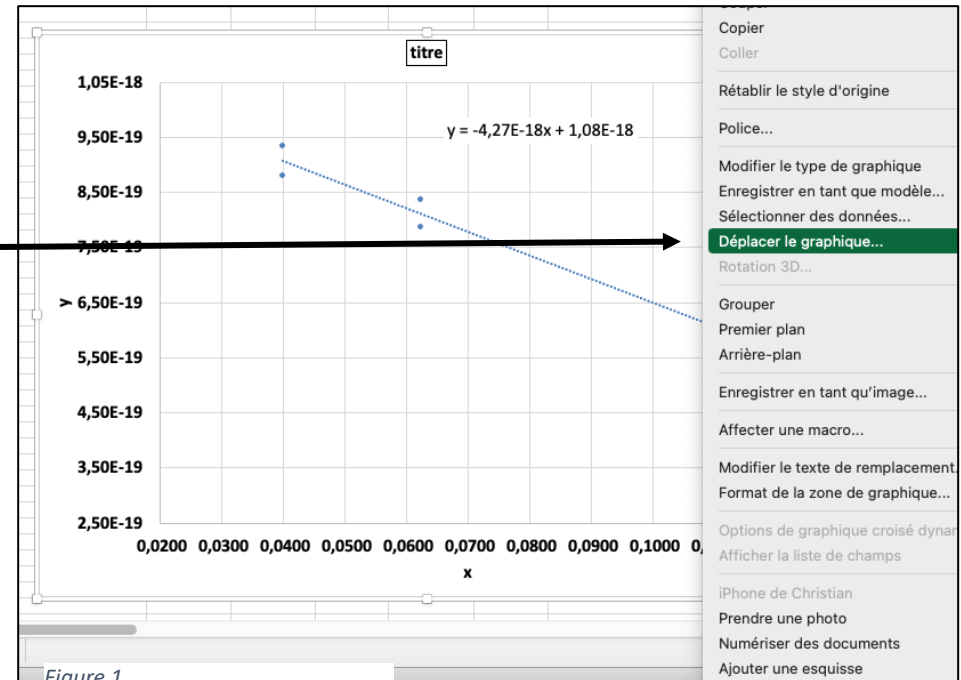 titre
1,05E-18
9,50E-19
y = -4,27E-18x + 1,08E-18
8,50E-19
7,50E-19
y
6,50E-19
5,50E-19
4,50E-19
3,50E-19
2,50E-19
0,0200 0,0300 0,0400 0,0500 0,0600 0,0700 0,0800 0,0900 0,1000
x
Figure 1
Copier
Coller
Rétablir le style d'origine
Police...
Modifier le type de graphique
Enregistrer en tant que modèle...
Sélectionner des données...
Déplacer le graphique...
Rotation 3D...
Grouper
Premier plan
Arrière-plan
Enregistrer en tant qu'image...
Affecter une macro...
Modifier le texte de remplacement.
Format de la zone de graphique...
Options de graphique croisé dynar
Afficher la liste de champs
iPhone de Christian
Prendre une photo
Numériser des documents
Ajouter une esquisse